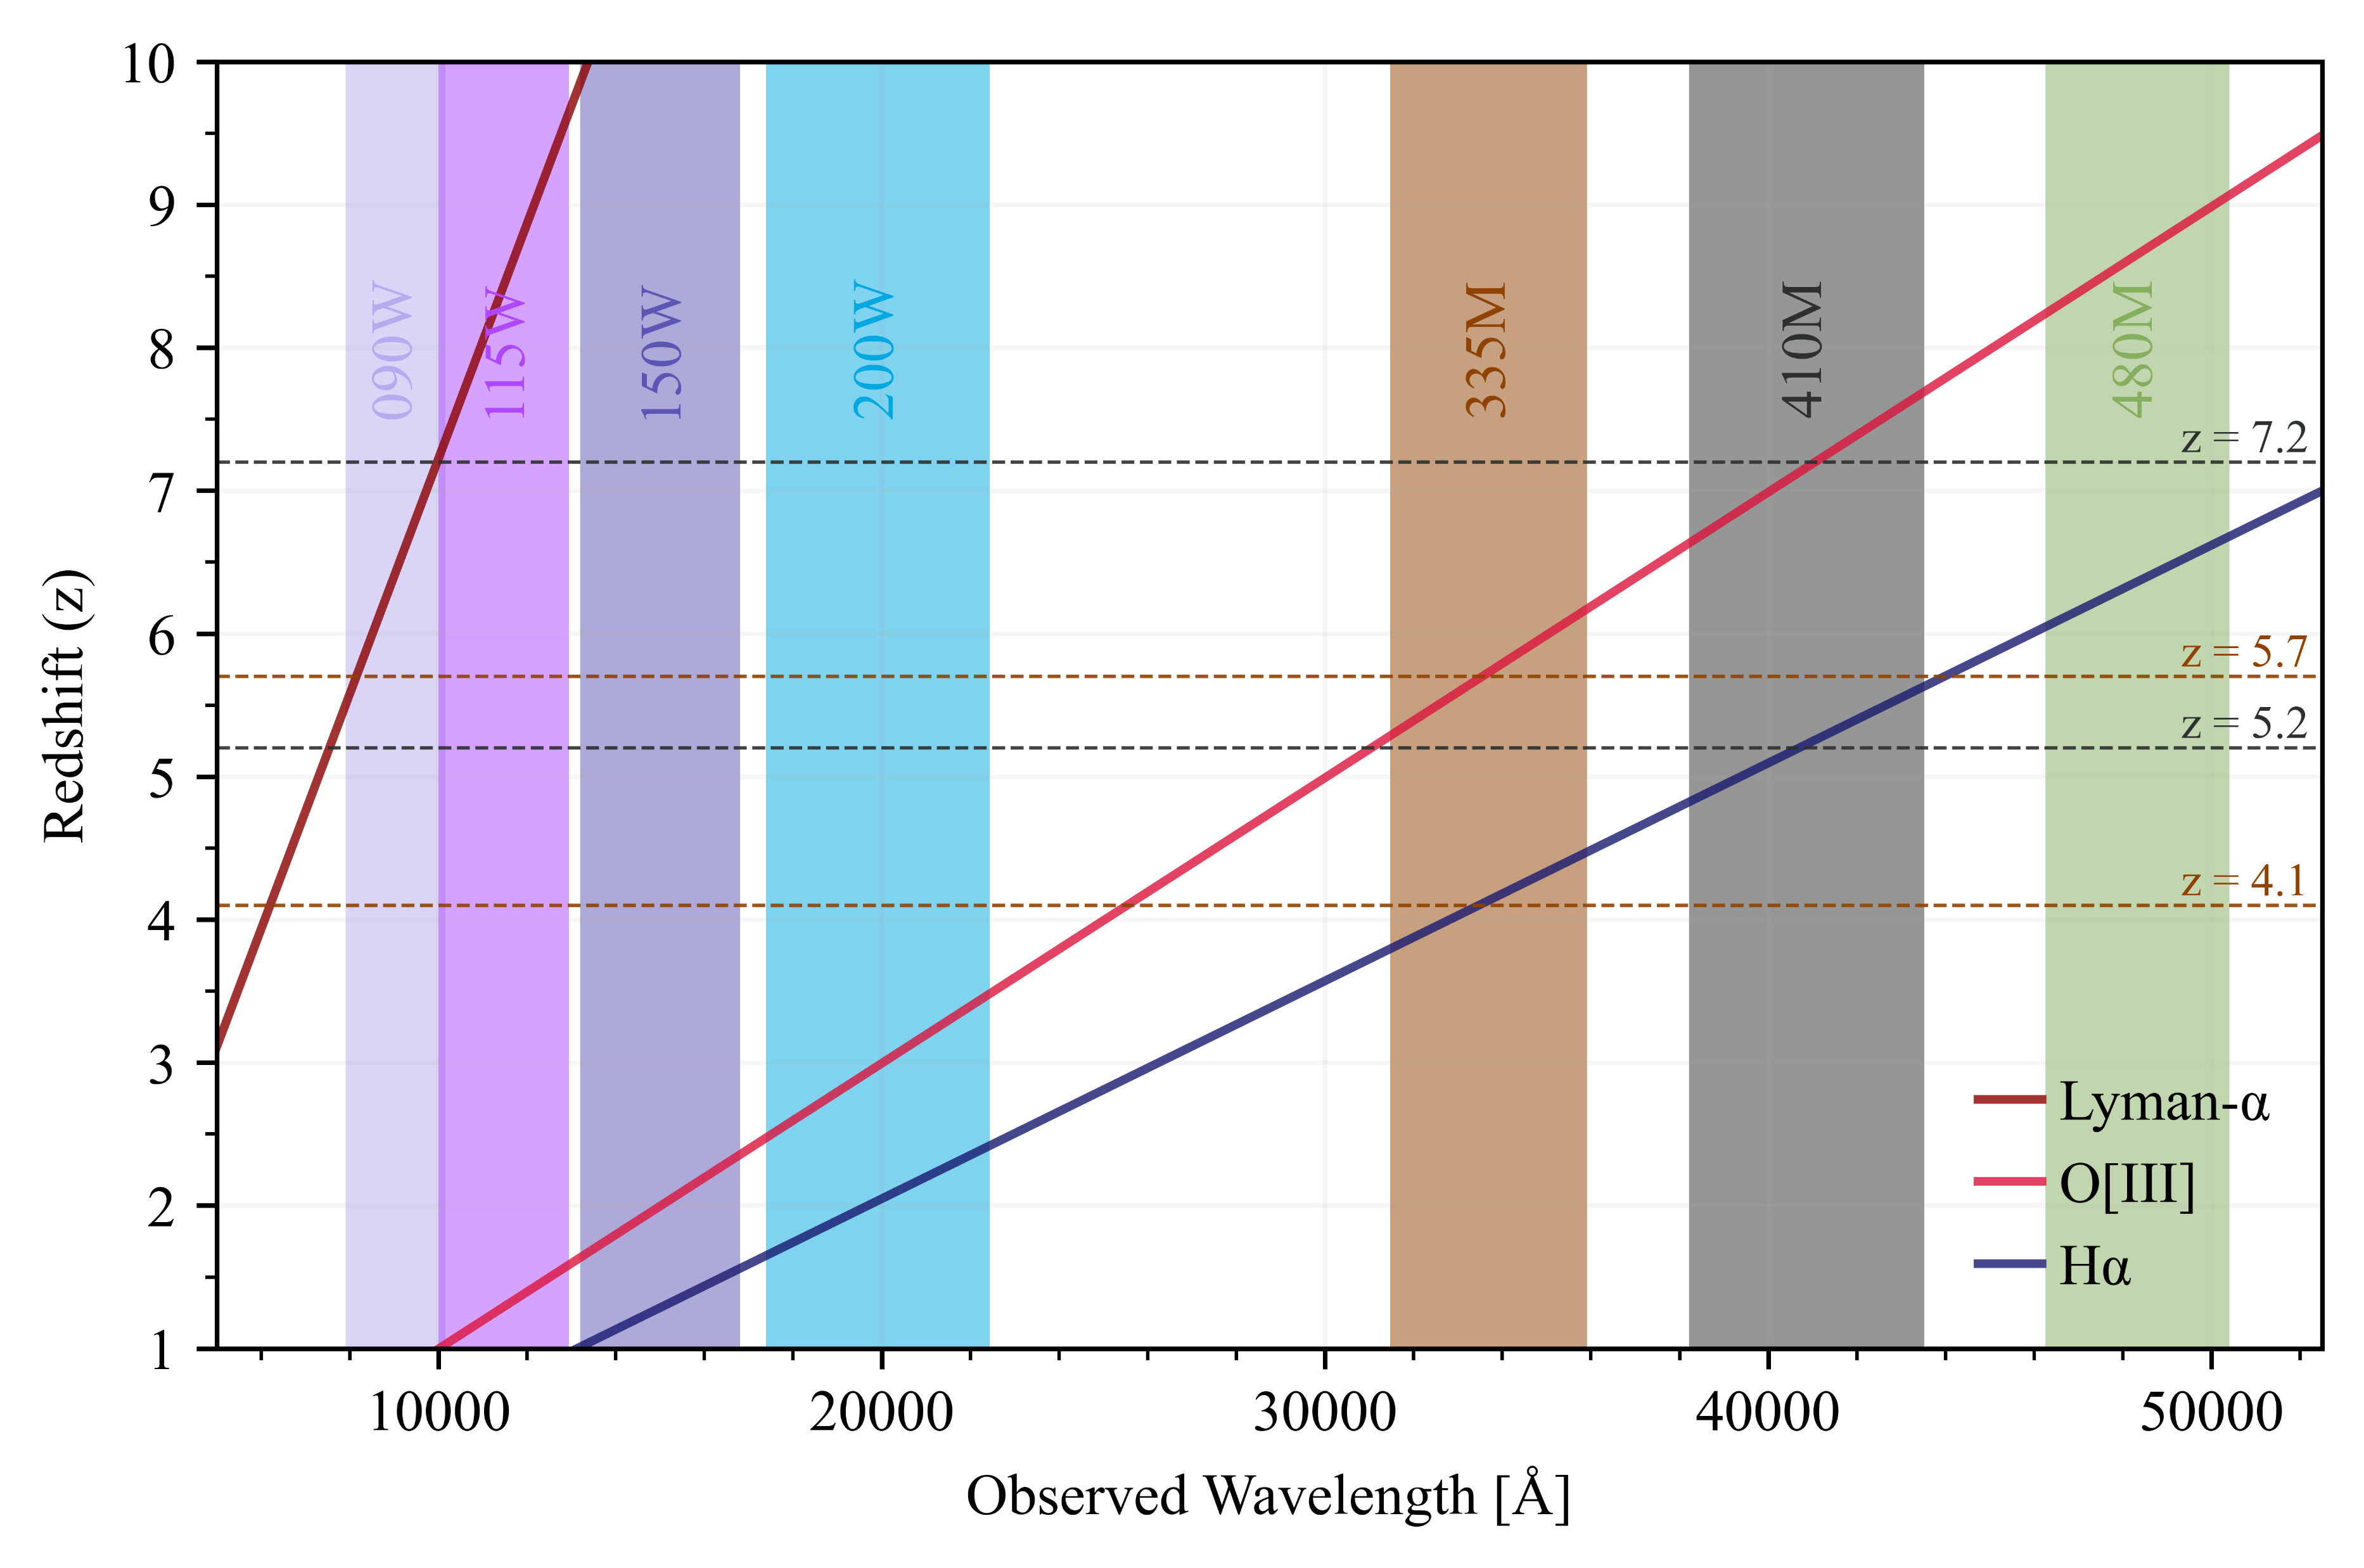 10
9
8
7
6
5
4
3
2
1
Redshift (z)
090W
115W
150W
200W
335M
410M
480M
z = 7.2
z = 5.7
z = 5.2
z = 4.1
Lyman-α
O[III]
Hα
10000 20000 30000 40000 50000
Observed Wavelength [Å]